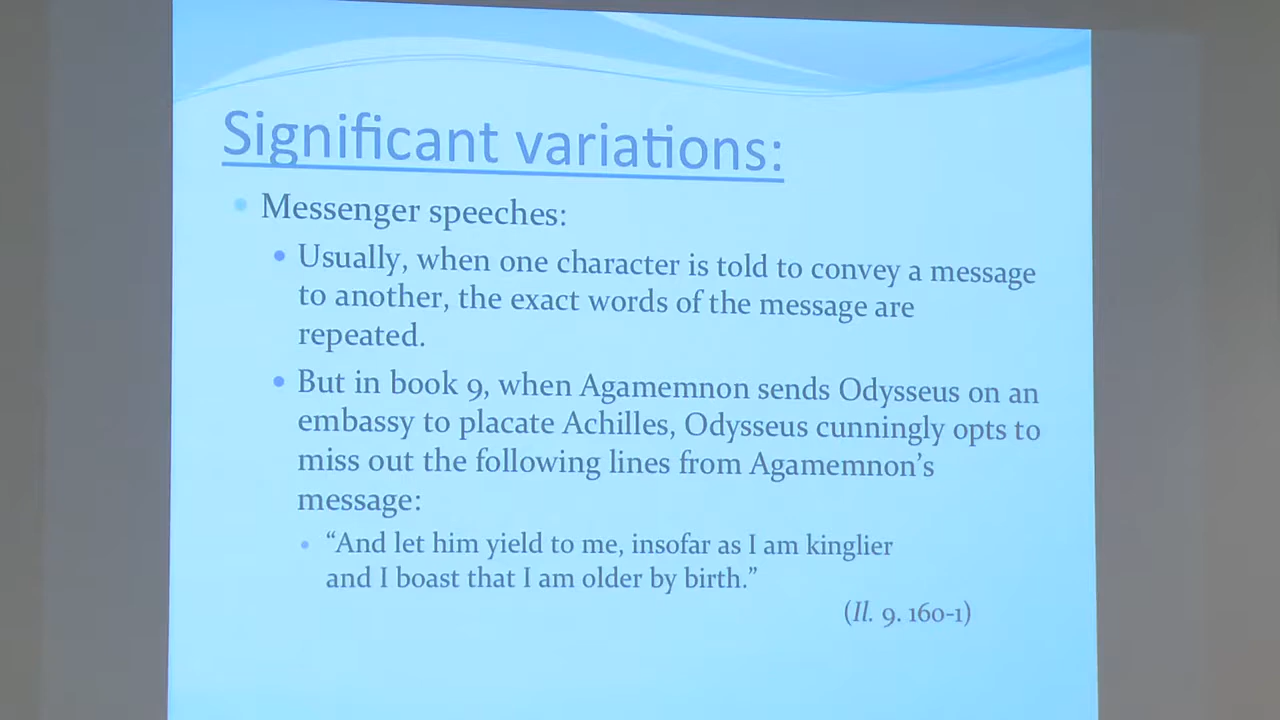 Significant variations:
Messenger speeches:
Usually, when one character is told to convey a message
to another, the exact words of the message are
repeated.
But in book 9, when Agamemnon sends Odysseus on an
embassy to placate Achilles, Odysseus cunningly opts to
miss out the following lines from Agamemnon’s
message:
“And let him yield to me, insofar as I am kinglier
and I boast that I am older by birth.”
(Il. 9. 160-1)